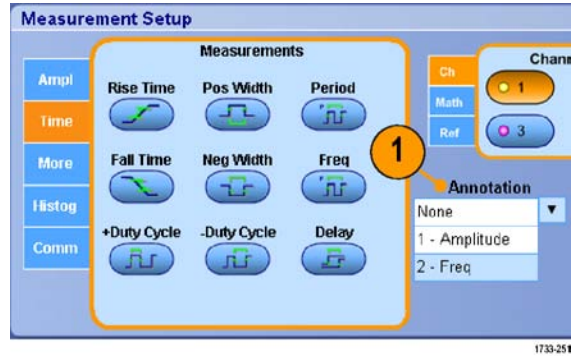 Measurement Setup
Measurements
Ampl
Time
More
Histog
Comm
Rise Time
Pos Width
Period
Fall Time
Neg Width
Freq
+Duty Cycle
-Duty Cycle
Delay
Ch
Math
Ref
Chann
1
3
1
Annotation
None
1 - Amplitude
2 - Freq
1733-251